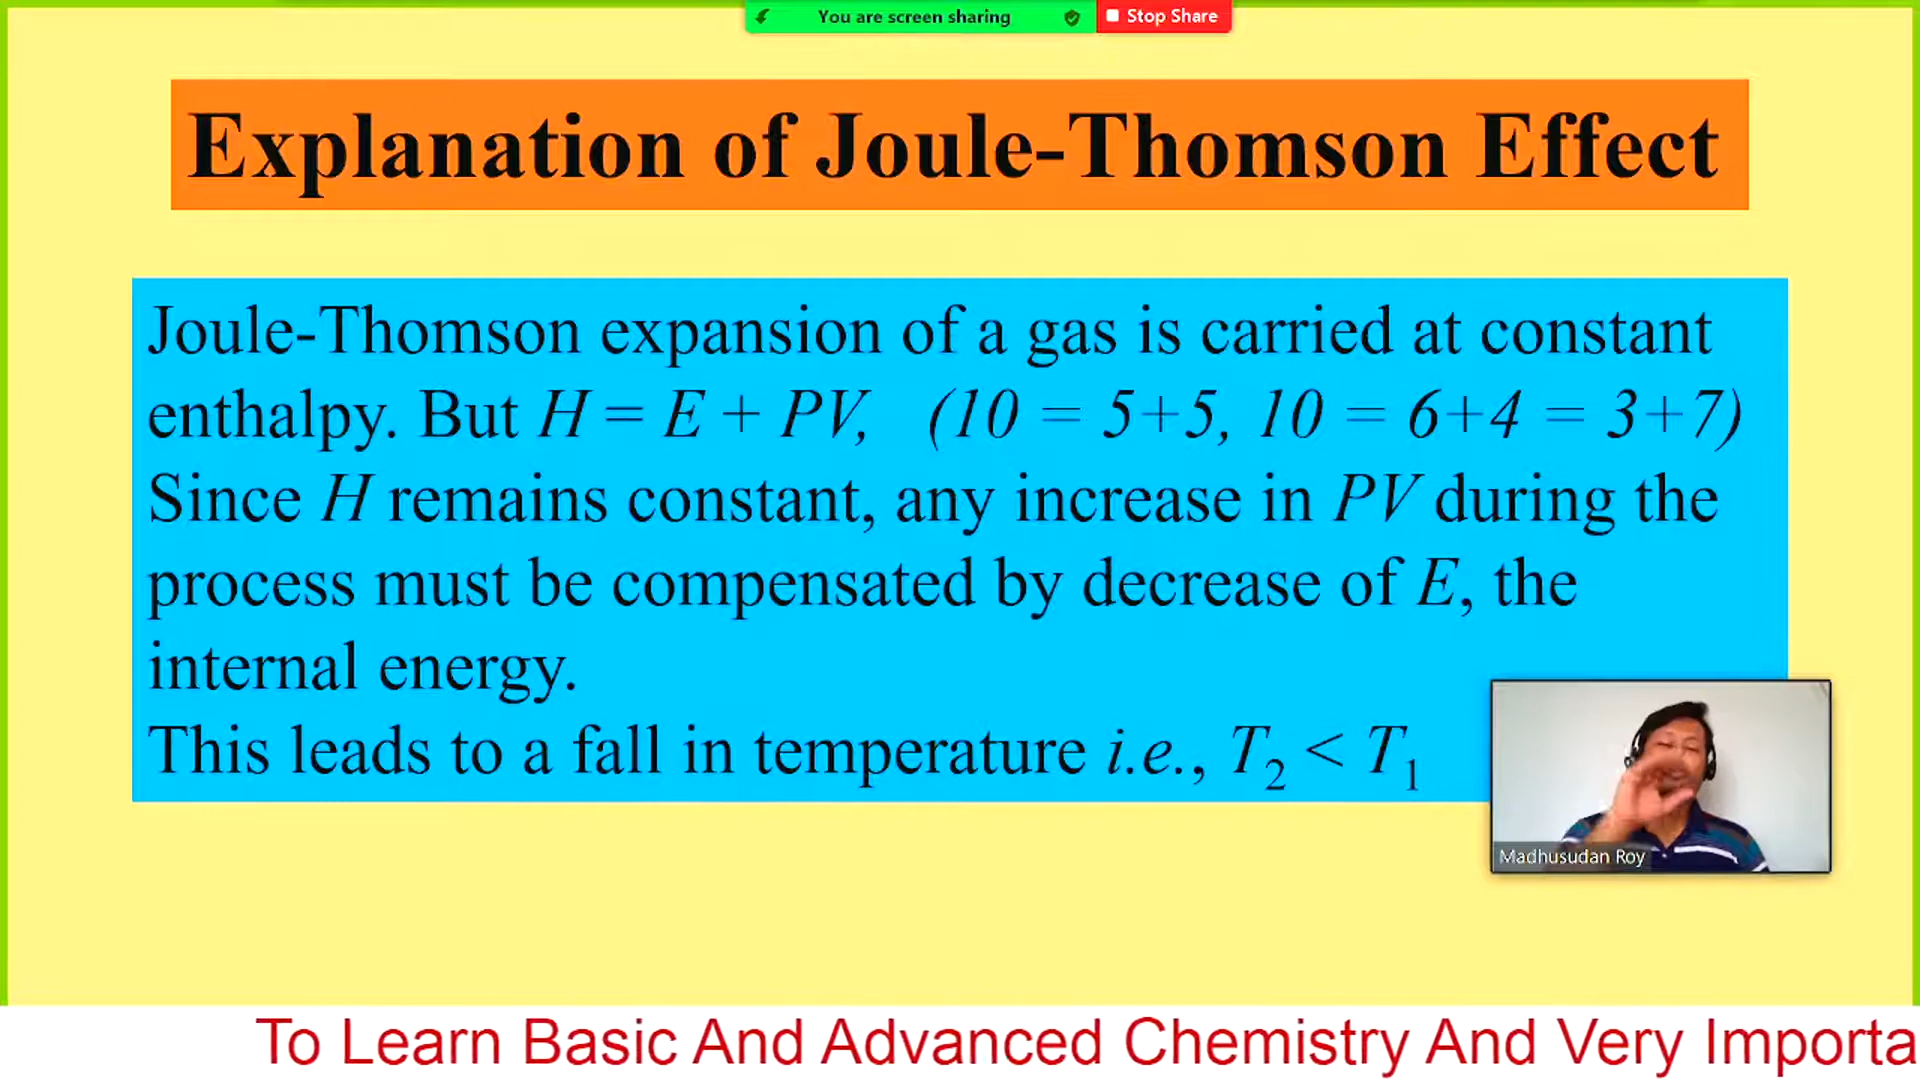 You are screen sharing
Stop Share
Explanation of Joule-Thomson Effect
Joule-Thomson expansion of a gas is carried at constant
enthalpy. But H = E + PV, (10 = 5+5, 10 = 6+4 = 3+7)
Since H remains constant, any increase in PV during the
process must be compensated by decrease of E, the
internal energy.
This leads to a fall in temperature i.e., T₂ < T₁
Madhusudan Roy
To Learn Basic And Advanced Chemistry And Very Importa